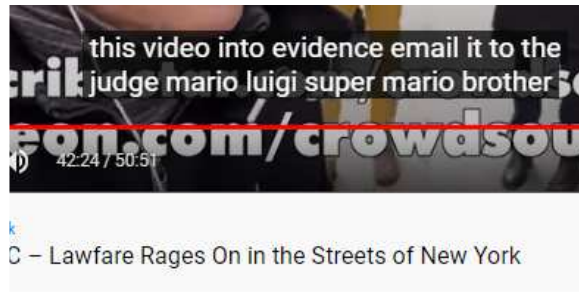 this video into evidence email it to the
judge mario luigi super mario brother
eon.com/crowdsou
42:24 / 50:51
k
C – Lawfare Rages On in the Streets of New York